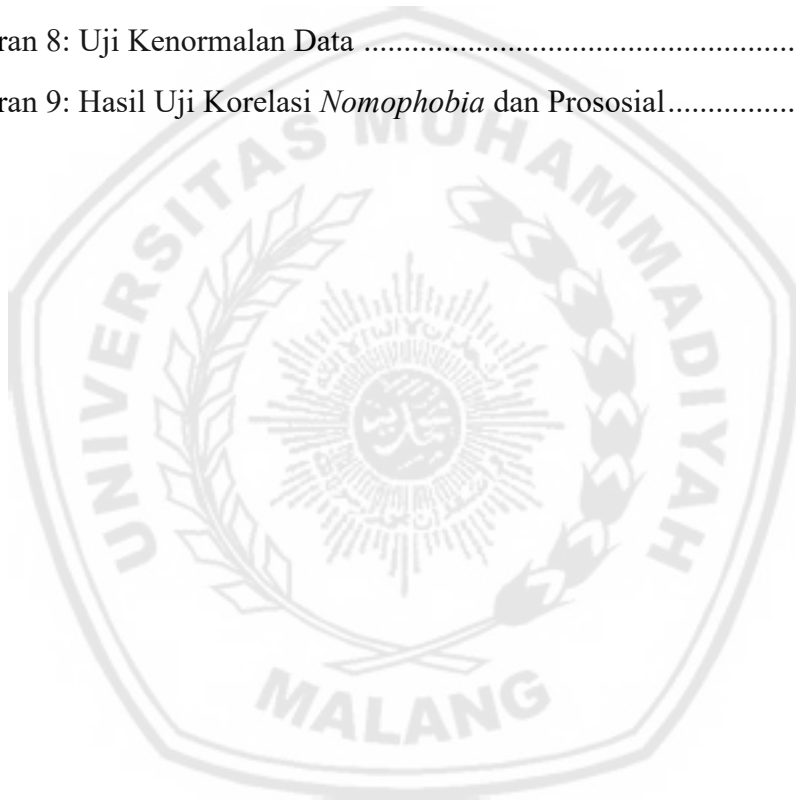 ran 8: Uji Kenormalan Data ......................................................
ran 9: Hasil Uji Korelasi Nomophobia dan Prososial................
UNIVERSITAS MUHAMMADIYAH
MALANG